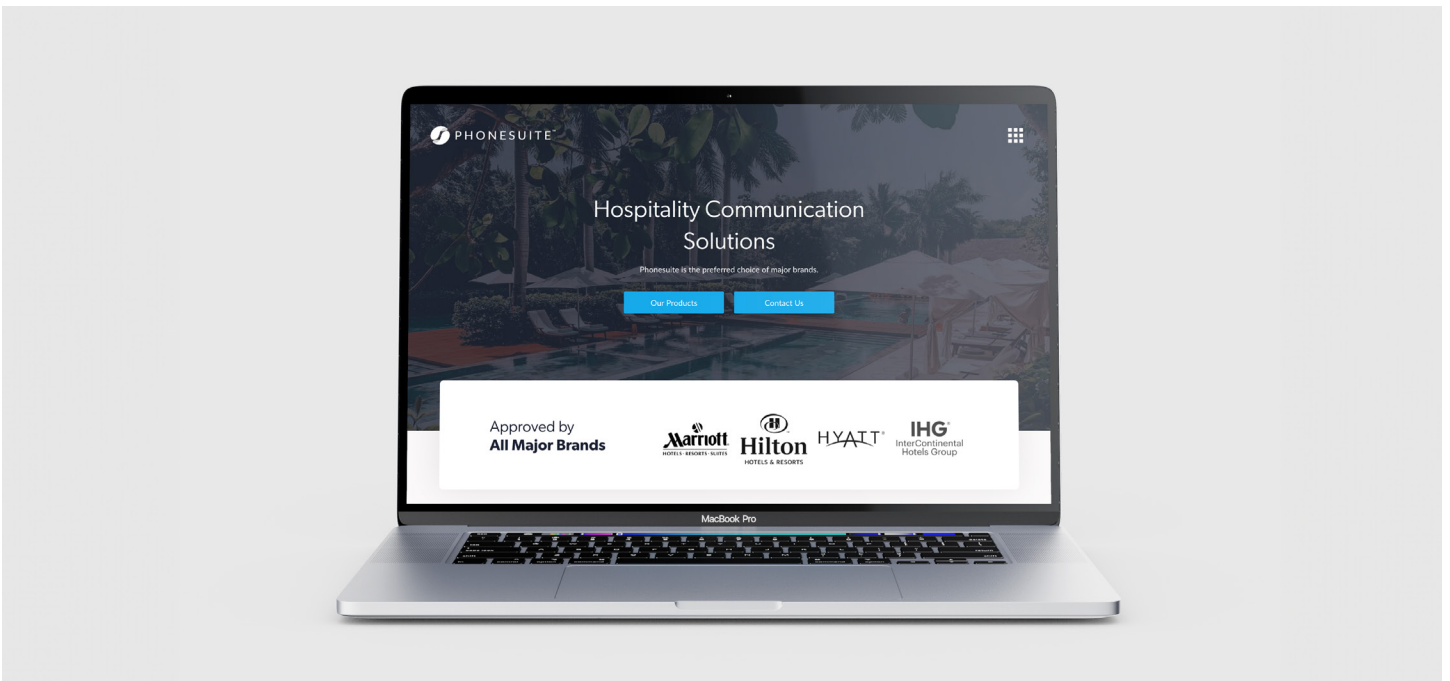 PHONESUITE™
Hospitality Communication
Solutions
Phonesuite is the preferred choice of major brands.
Our Products
Contact Us
Approved by
All Major Brands
Marriott
HOTELS · RESORTS · SUITES
Hilton
HOTELS & RESORTS
HYATT®
IHG®
InterContinental
Hotels Group
MacBook Pro